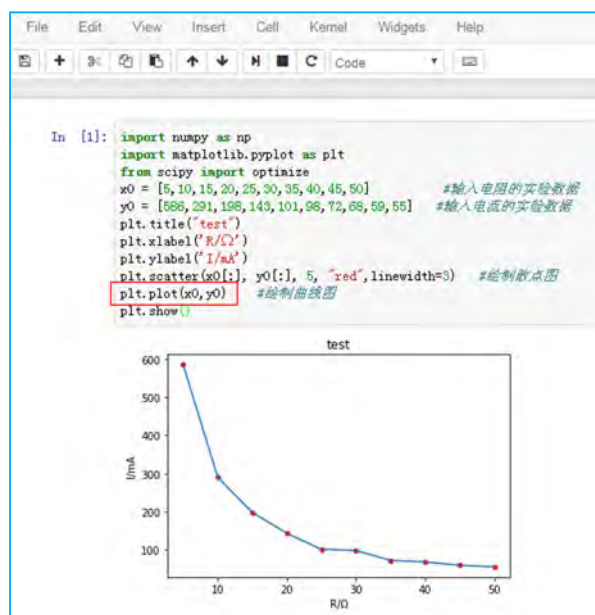 File Edit View Insert Cell Kernel Widgets Help
Code
In [1]: import numpy as np
import matplotlib.pyplot as plt
from scipy import optimize
x0 = [5,10,15,20,25,30,35,40,45,50] #输入电阻的实验数据
y0 = [586,291,198,143,101,98,72,68,59,55] #输入电流的实验数据
plt.title("test")
plt.xlabel('R/Ω')
plt.ylabel('I/mA')
plt.scatter(x0[:], y0[:], 5, "red",linewidth=3) #绘制散点图
plt.plot(x0,y0) #绘制曲线图
plt.show()
test
600
500
400
300
200
100
I/mA
10 20 30 40 50
R/Ω